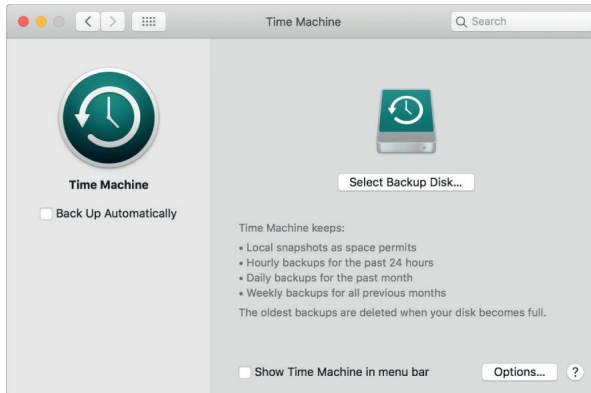 Time Machine
Search
Time Machine
Back Up Automatically
Select Backup Disk...
Time Machine keeps:
• Local snapshots as space permits
• Hourly backups for the past 24 hours
• Daily backups for the past month
• Weekly backups for all previous months
The oldest backups are deleted when your disk becomes full.
Show Time Machine in menu bar
Options...
?